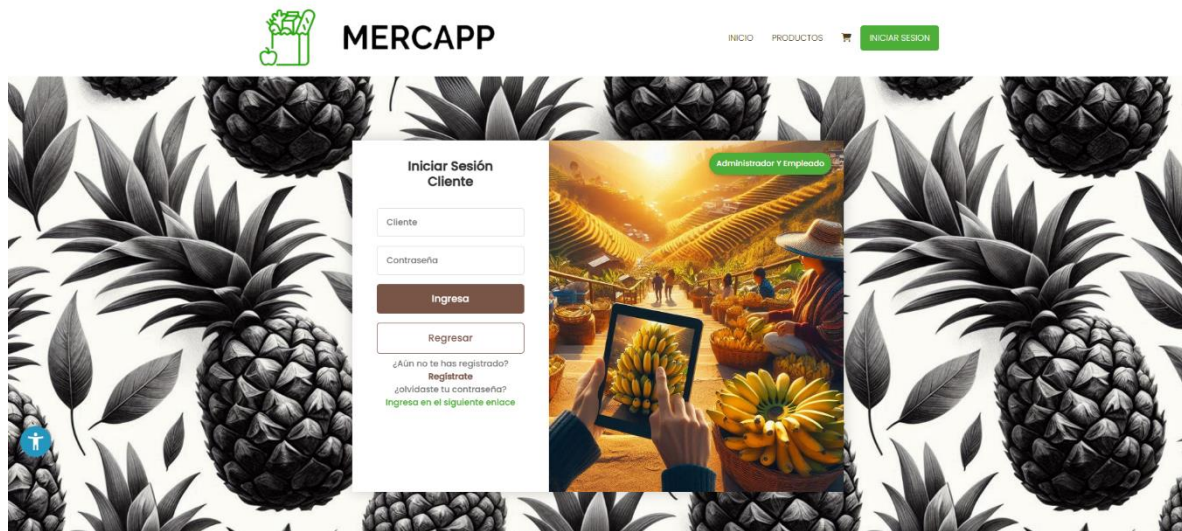 MERCAPP
INICIO PRODUCTOS INICIAR SESION
Iniciar Sesión
Cliente
Administrador Y Empleado
Cliente
Contraseña
Ingresa
Regresar
¿Aún no te has registrado?
Regístrate
¿olvidaste tu contraseña?
Ingresa en el siguiente enlace